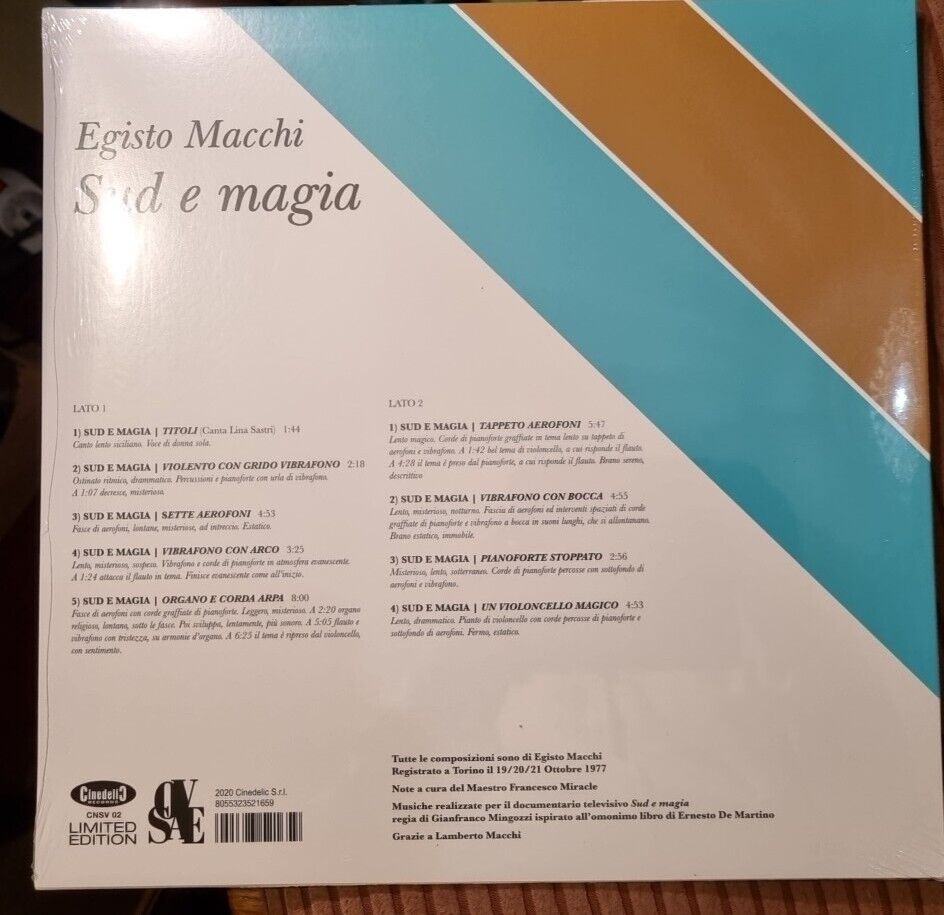 Egisto Macchi
Sud e magia
LATO 1
1) SUD E MAGIA | TITOLI (Canta Lina Sastri) 1:44
Canto lento siciliano. Voce di donna sola.
2) SUD E MAGIA | VIOLENTO CON GRIDO VIBRAFONO 2:18
Ostinato ritmico, drammatico. Percussioni e pianoforte con urla di vibrafono.
A 1:07 decresce, misterioso.
3) SUD E MAGIA | SETTE AEROFONI 4:53
Fasce di aerofoni, lontane, misteriose, ad intreccio. Estatico.
4) SUD E MAGIA | VIBRAFONO CON ARCO 3:25
Lento, misterioso, sospeso. Vibrafono e corde di pianoforte in atmosfera evanescente.
A 1:24 attacca il flauto in tema. Finisce evanescente come all'inizio.
5) SUD E MAGIA | ORGANO E CORDA ARPA 8:00
Fasce di aerofoni con corde graffiate di pianoforte. Leggero, misterioso. A 2:20 organo
religioso, lontano, sotto le fasce. Poi sviluppa, lentamente, più sonoro. A 5:05 flauto e
vibrafono con tristezza, su armonie d'organo. A 6:25 il tema è ripreso dal violoncello,
con sentimento.
LATO 2
1) SUD E MAGIA | TAPPETO AEROFONI 5:47
Lento magico. Corde di pianoforte graffiate in tema lento su tappeto di
aerofoni e vibrafono. A 1:42 bel tema di violoncello, a cui risponde il flauto.
A 4:28 il tema è preso dal pianoforte, a cui risponde il flauto. Brano sereno,
descrittivo
2) SUD E MAGIA | VIBRAFONO CON BOCCA 4:55
Lento, misterioso, notturno. Fascia di aerofoni ed interventi spaziati di corde
graffiate di pianoforte e vibrafono a bocca in suoni lunghi, che si allontanano.
Brano estatico, immobile.
3) SUD E MAGIA | PIANOFORTE STOPPATO 2:56
Misterioso, lento, sotterraneo. Corde di pianoforte percosse con sottofondo di
aerofoni e vibrafono.
4) SUD E MAGIA | UN VIOLONCELLO MAGICO 4:53
Lento, drammatico. Pianto di violoncello con corde percosse di pianoforte e
sottofondo di aerofoni. Fermo, estatico.
Tutte le composizioni sono di Egisto Macchi
Registrato a Torino il 19/20/21 Ottobre 1977
Note a cura del Maestro Francesco Miracle
Musiche realizzate per il documentario televisivo Sud e magia
regia di Gianfranco Mingozzi ispirato all'omonimo libro di Ernesto De Martino
Grazie a Lamberto Macchi
Cinedelic
RECORDS
CNSV 02
LIMITED
EDITION
2020 Cinedelic S.r.l.
8055323521659